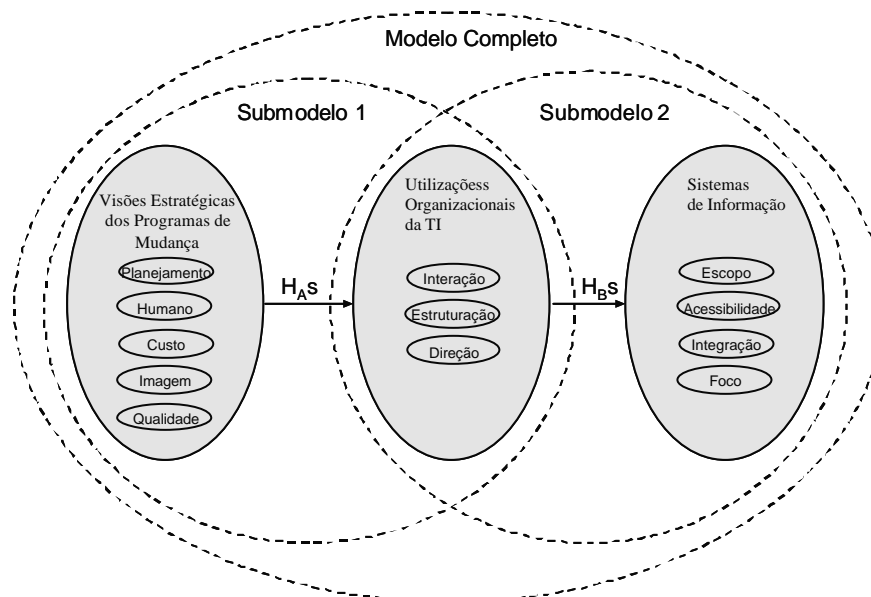 Modelo Completo
Submodelo 1
Submodelo 2
Visões Estratégicas
dos Programas de
Mudança
Planejamento
Humano
Custo
Imagem
Qualidade
HAs
Utilizaçõess
Organizacionais
da TI
Interação
Estruturação
Direção
HBs
Sistemas
de Informação
Escopo
Acessibilidade
Integração
Foco